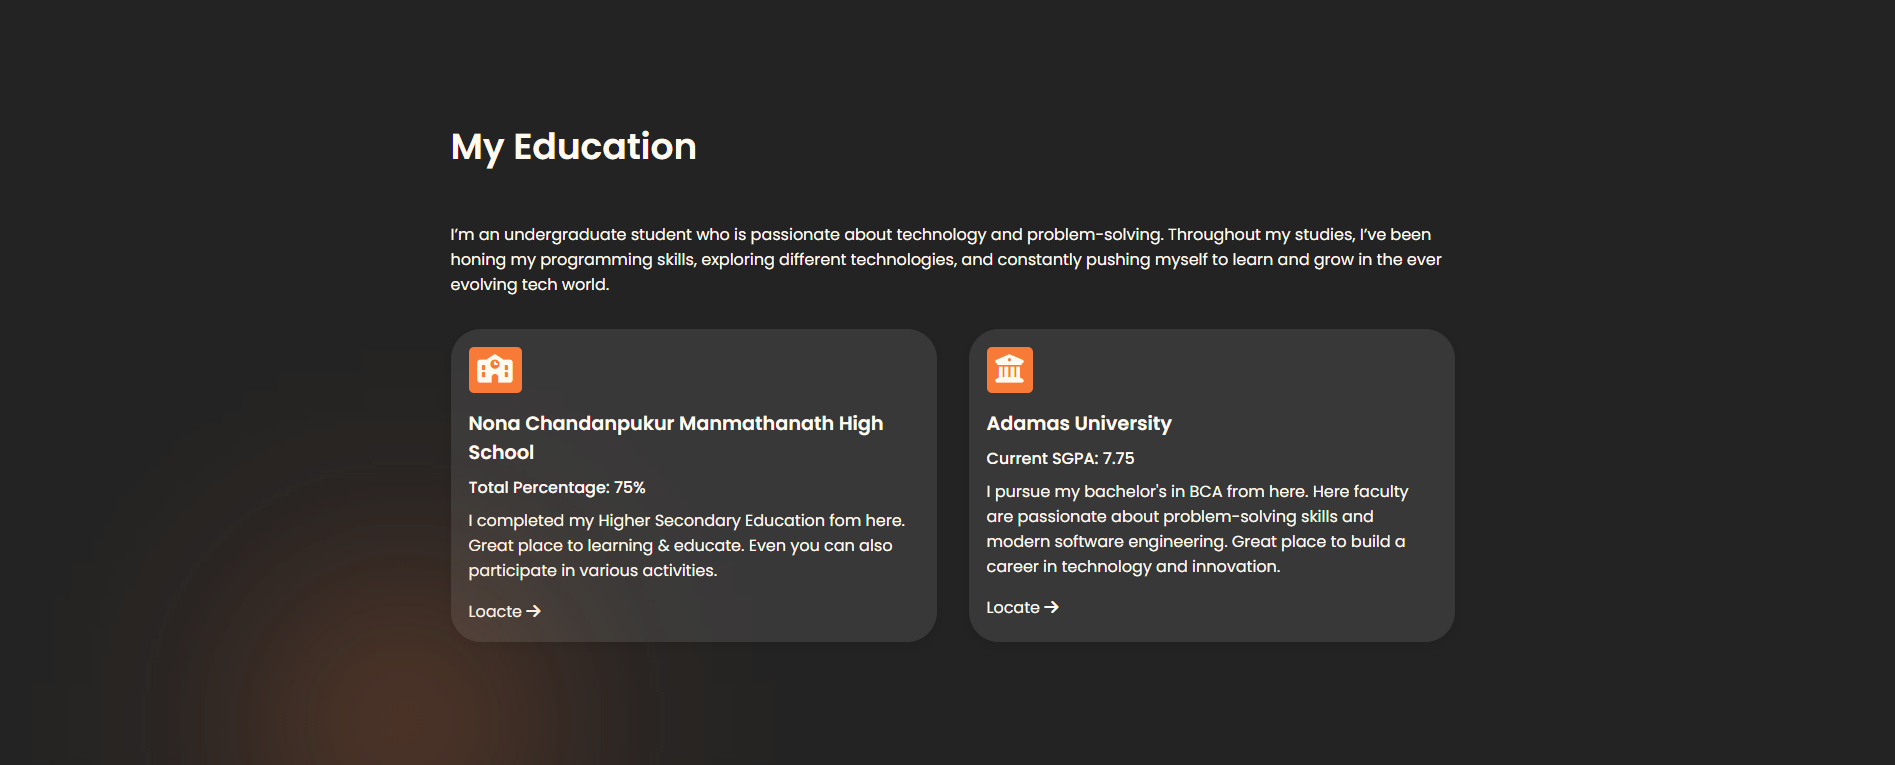 My Education
I’m an undergraduate student who is passionate about technology and problem-solving. Throughout my studies, I’ve been
honing my programming skills, exploring different technologies, and constantly pushing myself to learn and grow in the ever
evolving tech world.
Nona Chandanpukur Manmathanath High
School
Total Percentage: 75%
I completed my Higher Secondary Education fom here.
Great place to learning & educate. Even you can also
participate in various activities.
Loacte →
Adamas University
Current SGPA: 7.75
I pursue my bachelor's in BCA from here. Here faculty
are passionate about problem-solving skills and
modern software engineering. Great place to build a
career in technology and innovation.
Locate →